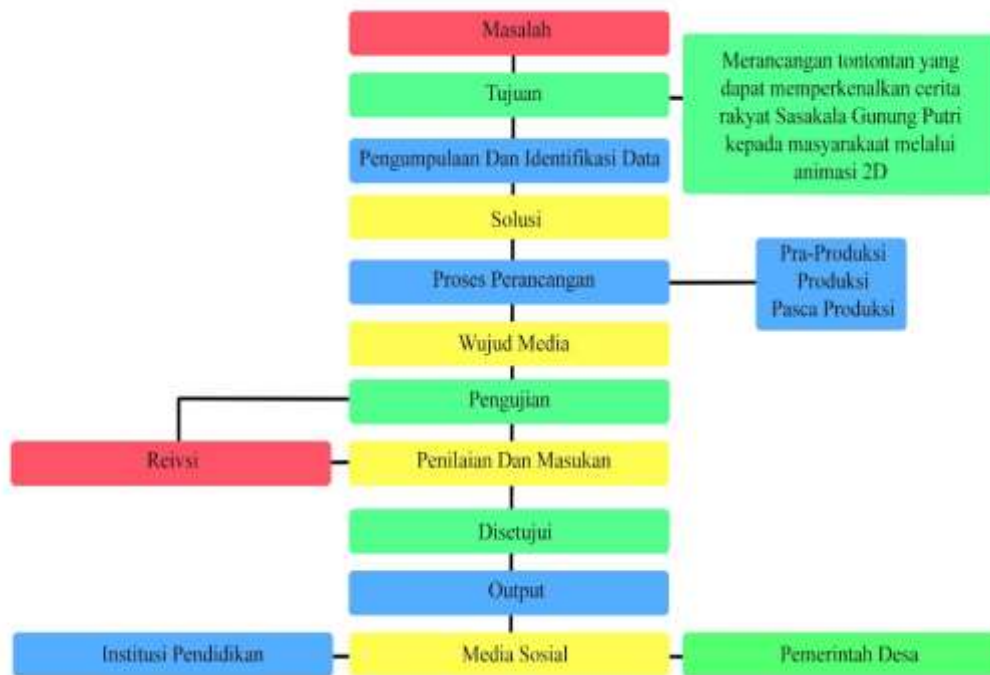 Masalah
Tujuan
Merancangan tontontan yang
dapat memperkenalkan cerita
rakyat Sasakala Gunung Putri
kepada masyarakaat melalui
animasi 2D
Pengumpulaan Dan Identifikasi Data
Solusi
Proses Perancangan
Pra-Produksi
Produksi
Pasca Produksi
Wujud Media
Pengujian
Reivsi
Penilaian Dan Masukan
Disetujui
Output
Institusi Pendidikan
Media Sosial
Pemerintah Desa